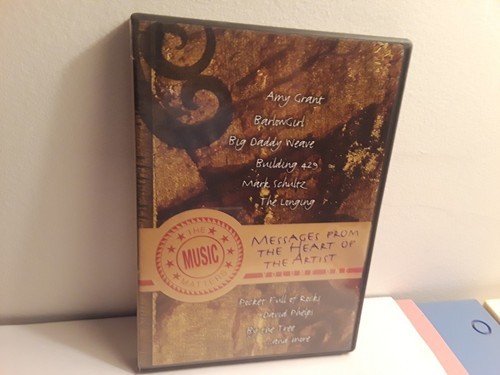 Amy Grant
BarlowGirl
Big Daddy Weave
Building 429
Mark Schultz
The Longing
THE
MUSIC
MATTERS
MESSAGES FROM
THE HEART OF
THE ARTIST
Pocket Full of Rocks
David Phelps
By the Tree
and more